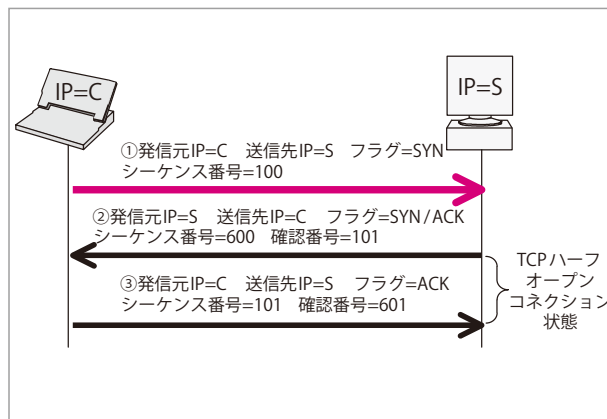 IP=C
IP=S
①発信元IP=C 送信先IP=S フラグ=SYN
シーケンス番号=100
②発信元IP=S 送信先IP=C フラグ=SYN/ACK
シーケンス番号=600 確認番号=101
③発信元IP=C 送信先IP=S フラグ=ACK
シーケンス番号=101 確認番号=601
TCPハーフ
オープン
コネクション
状態